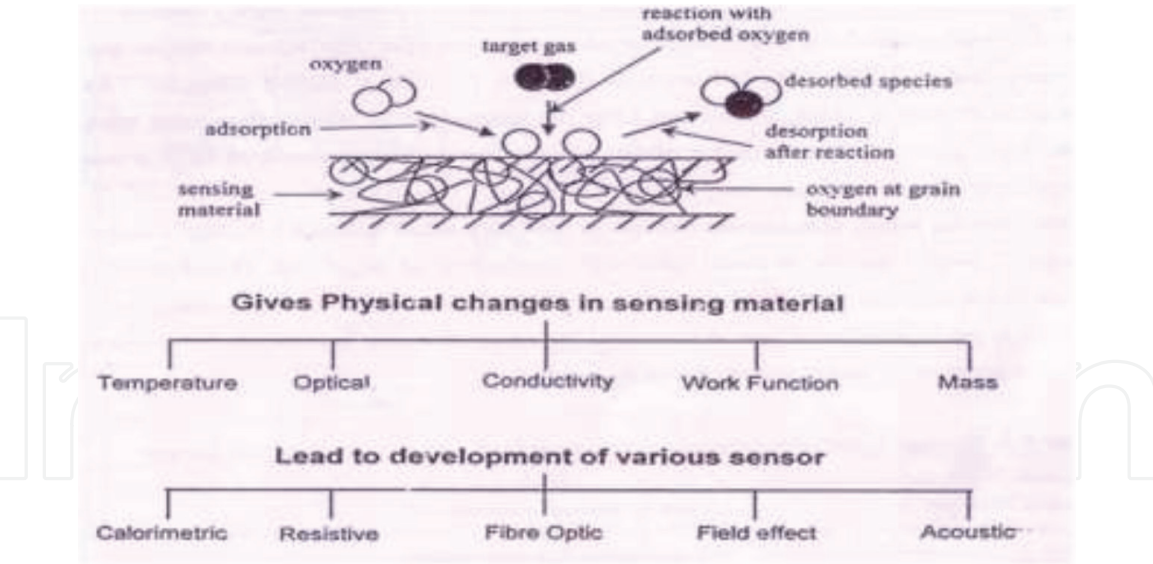 reaction with
adsorbed oxygen
target gas
oxygen
desorbed species
adsorption
desorption
after reaction
sensing
material
oxygen at grain
boundary
Gives Physical changes in sensing material
Temperature Optical Conductivity Work Function Mass
Lead to development of various sensor
Calorimetric Resistive Fibre Optic Field effect Acoustic